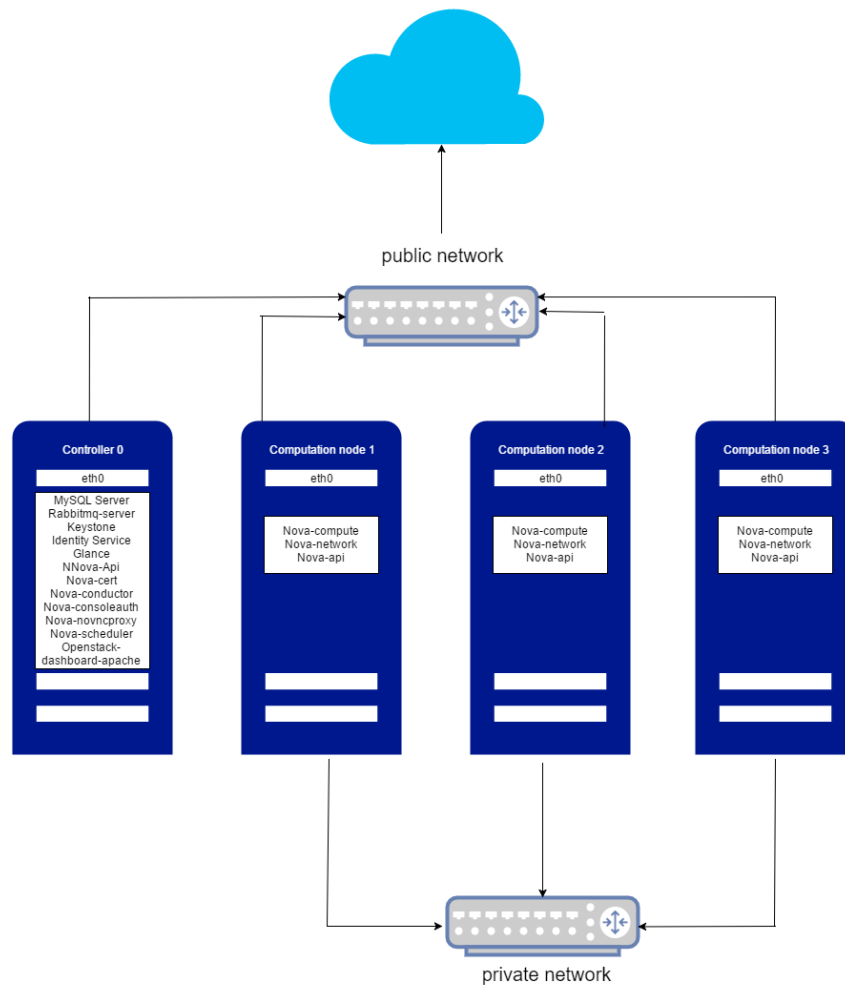 public network
Controller 0
eth0
MySQL Server
Rabbitmq-server
Keystone
Identity Service
Glance
NNova-Api
Nova-cert
Nova-conductor
Nova-consoleauth
Nova-novncproxy
Nova-scheduler
Openstack-
dashboard-apache
Computation node 1
eth0
Nova-compute
Nova-network
Nova-api
Computation node 2
eth0
Nova-compute
Nova-network
Nova-api
Computation node 3
eth0
Nova-compute
Nova-network
Nova-api
private network